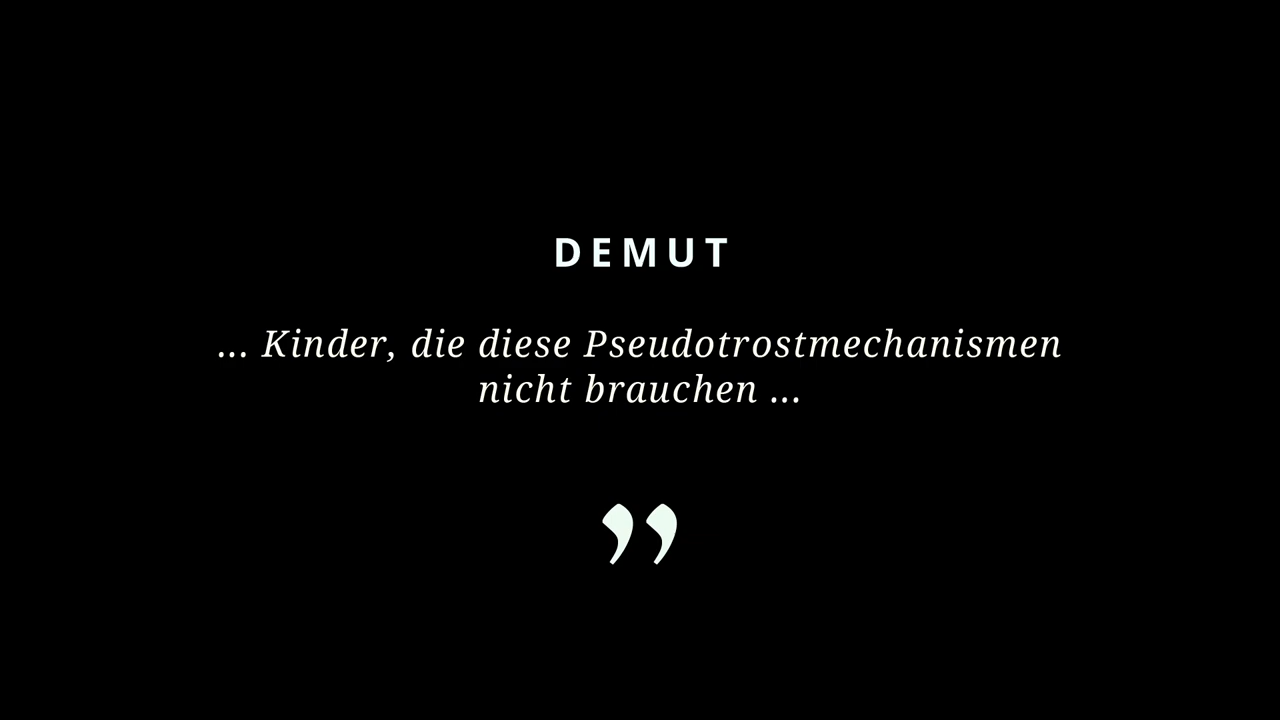 DEMUT
... Kinder, die diese Pseudotrostmechanismen
nicht brauchen ...
”